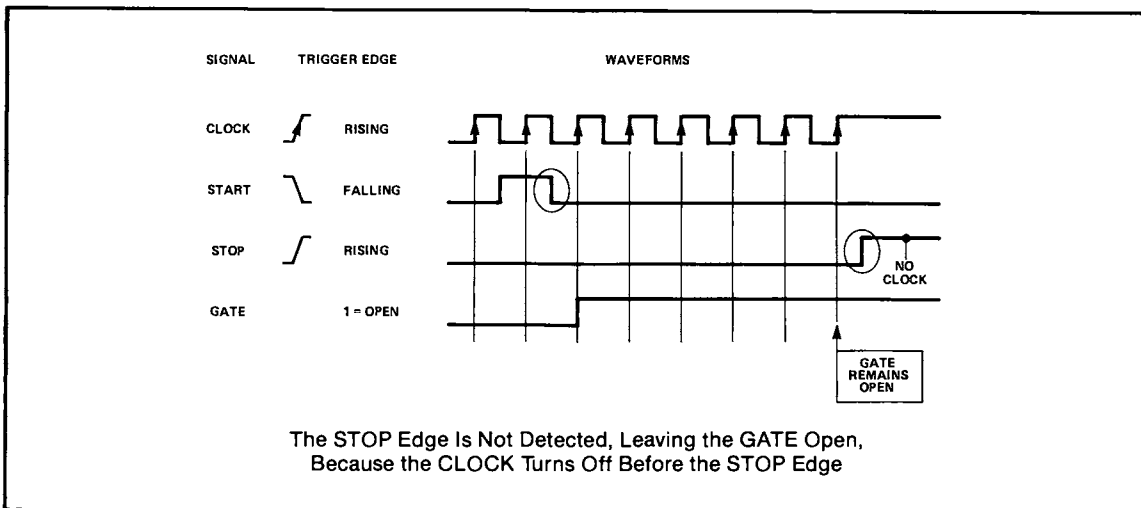 SIGNAL TRIGGER EDGE WAVEFORMS
CLOCK RISING
START FALLING
STOP RISING
NO
CLOCK
GATE 1 = OPEN
GATE
REMAINS
OPEN
The STOP Edge Is Not Detected, Leaving the GATE Open,
Because the CLOCK Turns Off Before the STOP Edge